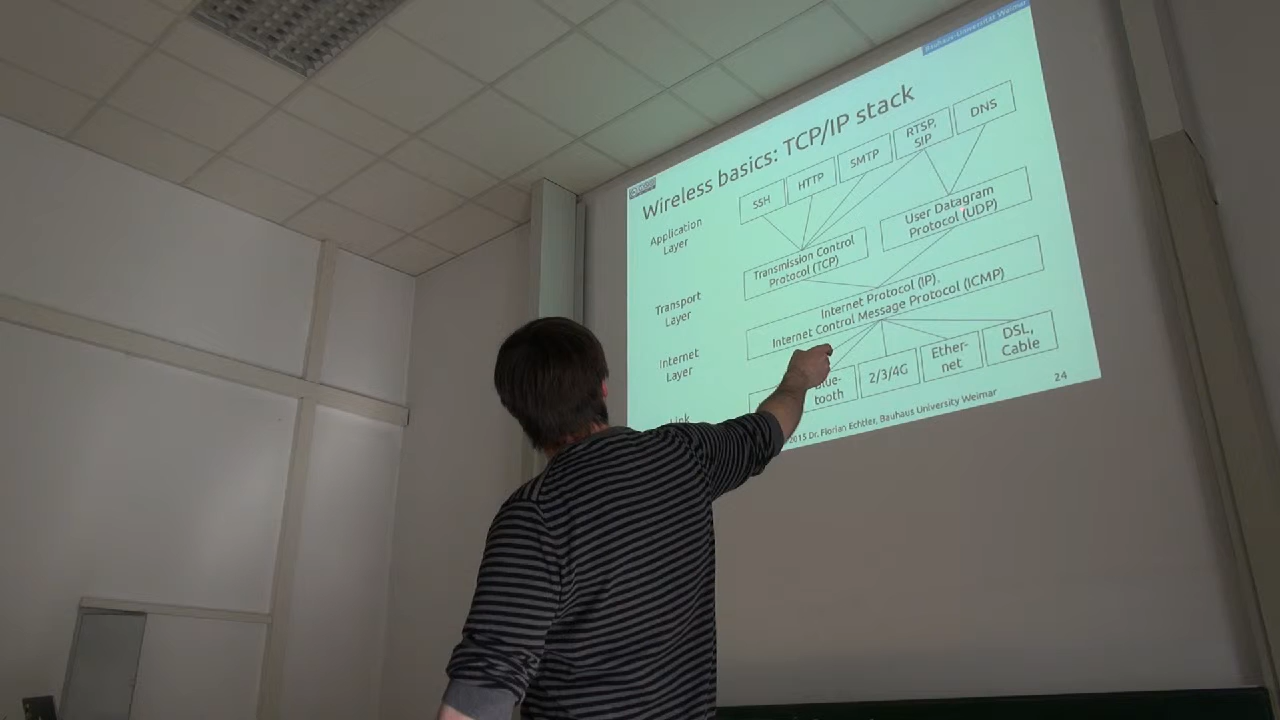 Bauhaus-Universität Weimar
Wireless basics: TCP/IP stack
Application
Layer
SSH
HTTP
SMTP
RTSP,
SIP
DNS
Transport
Layer
Transmission Control
Protocol (TCP)
User Datagram
Protocol (UDP)
Internet
Layer
Internet Protocol (IP),
Internet Control Message Protocol (ICMP)
Link
tooth
2/3/4G
Ether-
net
DSL,
Cable
2015 Dr. Florian Echtler, Bauhaus University Weimar
24